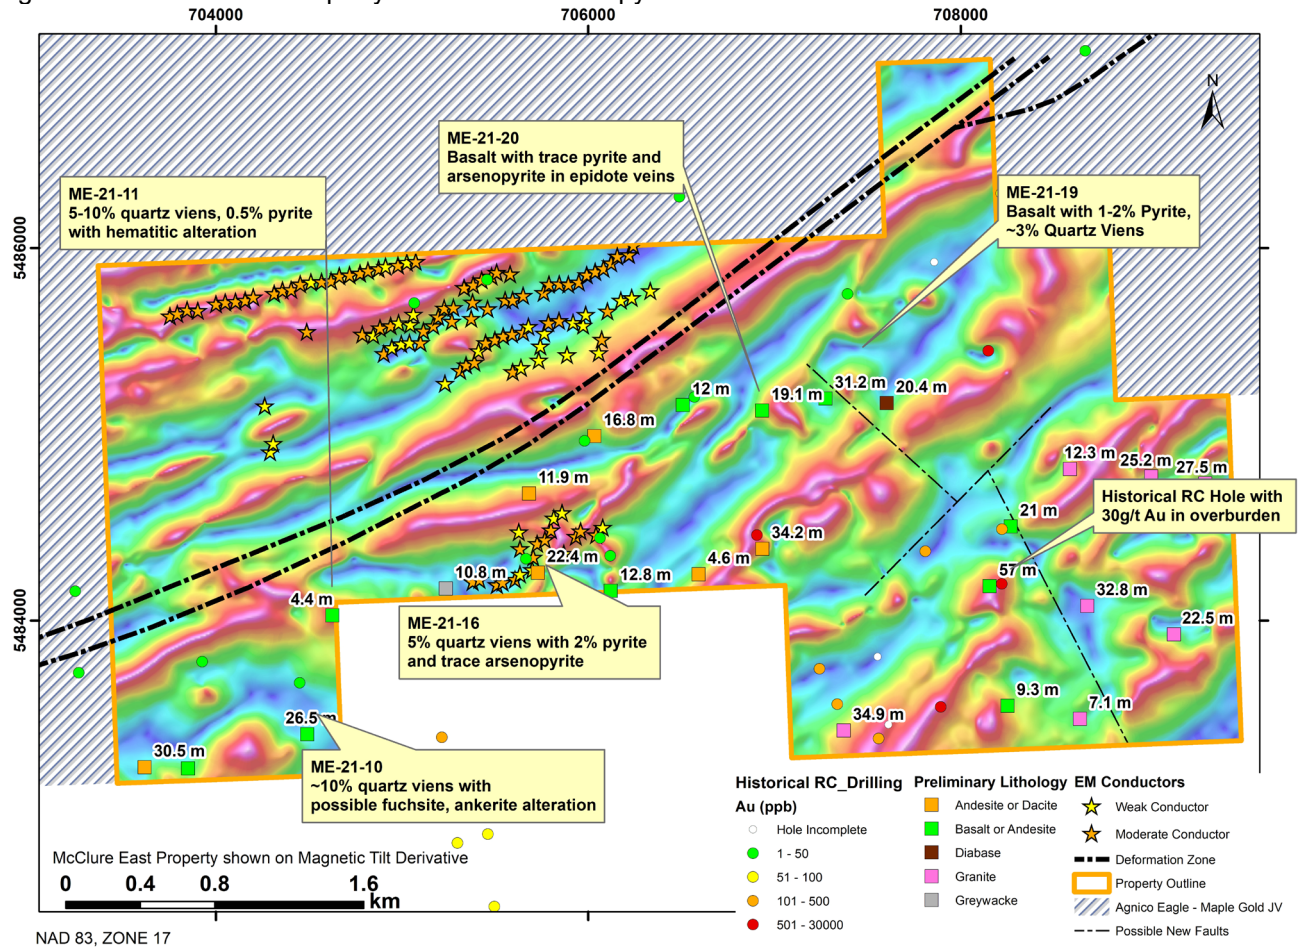 704000
706000
708000
5488000
5484000
N
ME-21-20
Basalt with trace pyrite and
arsenopyrite in epidote veins
ME-21-11
5-10% quartz viens, 0.5% pyrite
with hematitic alteration
ME-21-19
Basalt with 1-2% Pyrite,
~3% Quartz Viens
12 m
19.1 m
31.2 m
20.4 m
16.8 m
11.9 m
12.3 m
25.2 m
27.5 m
Historical RC Hole with
30g/t Au in overburden
21 m
34.2 m
22.4 m
4.6 m
10.8 m
12.8 m
57 m
32.8 m
4.4 m
22.5 m
ME-21-16
5% quartz viens with 2% pyrite
and trace arsenopyrite
9.3 m
7.1 m
34.9 m
26.5 m
30.5 m
ME-21-10
~10% quartz viens with
possible fuchsite, ankerite alteration
Historical RC_Drilling
Au (ppb)
Hole Incomplete
1 - 50
51 - 100
101 - 500
501 - 30000
Preliminary Lithology
Andesite or Dacite
Basalt or Andesite
Diabase
Granite
Greywacke
EM Conductors
Weak Conductor
Moderate Conductor
Deformation Zone
Property Outline
Agnico Eagle - Maple Gold JV
Possible New Faults
McClure East Property shown on Magnetic Tilt Derivative
0 0.4 0.8 1.6
km
NAD 83, ZONE 17